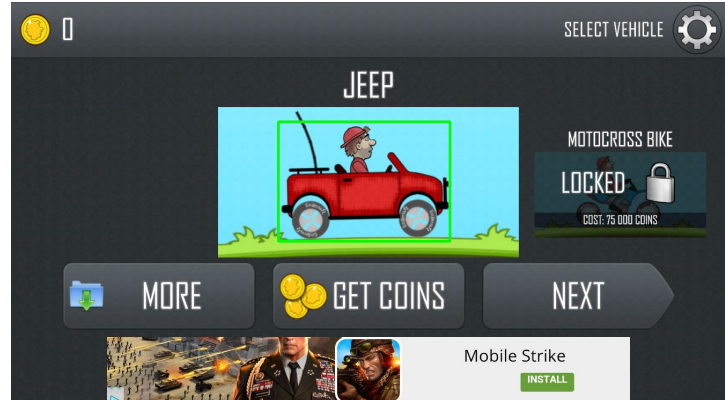 0
SELECT VEHICLE
JEEP
MOTOCROSS BIKE
LOCKED
COST: 75 000 COINS
MORE
GET COINS
NEXT
Mobile Strike
INSTALL